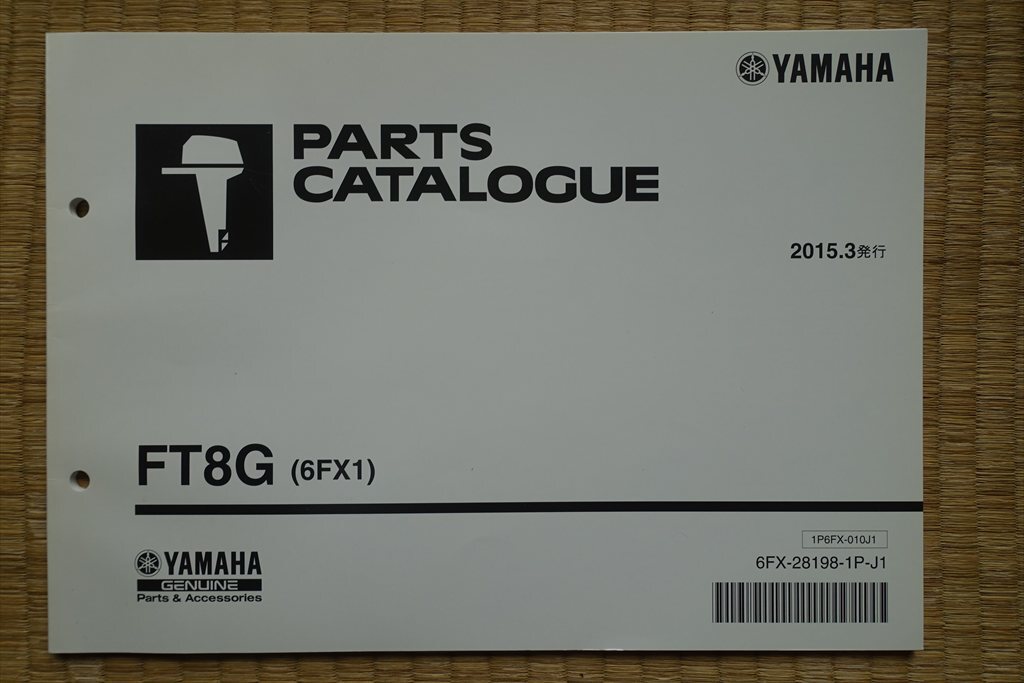 YAMAHA
PARTS
CATALOGUE
2015.3発行
FT8G (6FX1)
1P6FX-010J1
6FX-28198-1P-J1
YAMAHA
GENUINE
Parts & Accessories